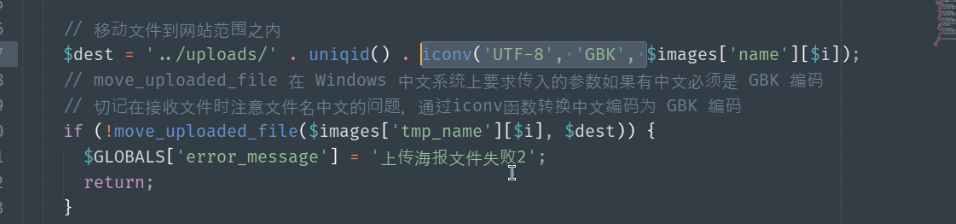 // 移动文件到网站范围之内
$dest = '../uploads/' . uniqid() . iconv('UTF-8', 'GBK', $images['name'][$i]);
// move_uploaded_file 在 Windows 中文系统上要求传入的参数如果有中文必须是 GBK 编码
// 切记在接收文件时注意文件名中文的问题，通过iconv函数转换中文编码为 GBK 编码
if (!move_uploaded_file($images['tmp_name'][$i], $dest)) {
$GLOBALS['error_message'] = '上传海报文件失败2';
return;
}